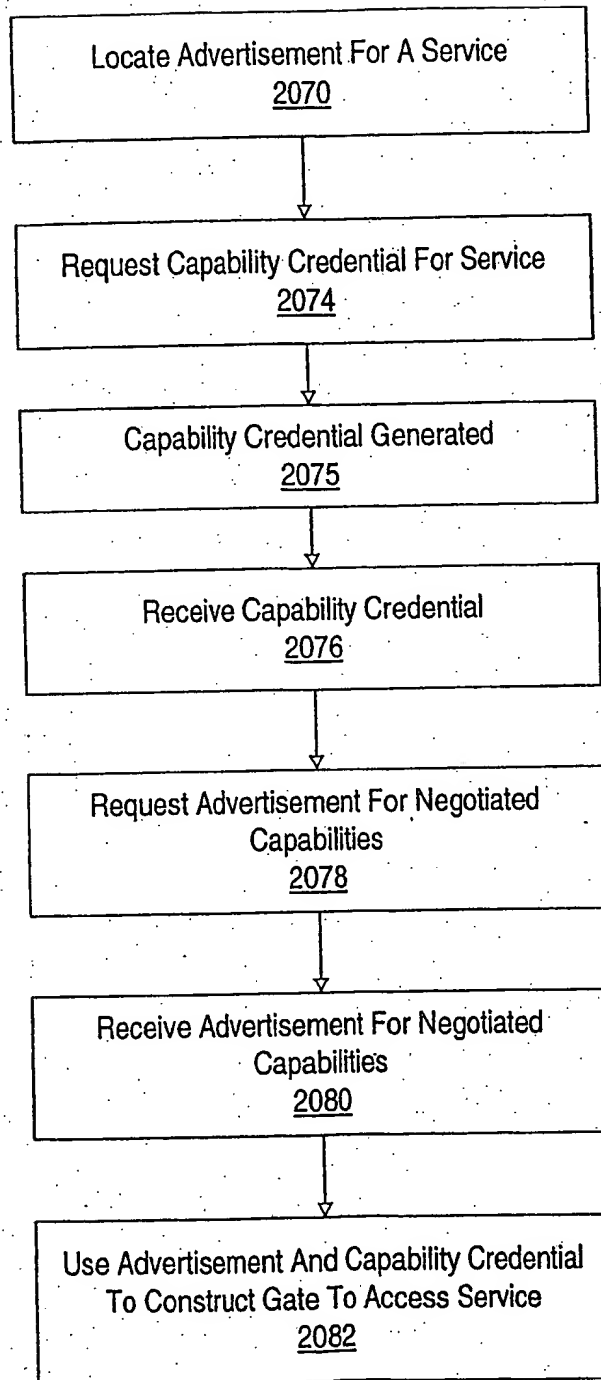 Locate Advertisement For A Service
2070
Request Capability Credential For Service
2074
Capability Credential Generated
2075
Receive Capability Credential
2076
Request Advertisement For Negotiated
Capabilities
2078
Receive Advertisement For Negotiated
Capabilities
2080
Use Advertisement And Capability Credential
To Construct Gate To Access Service
2082